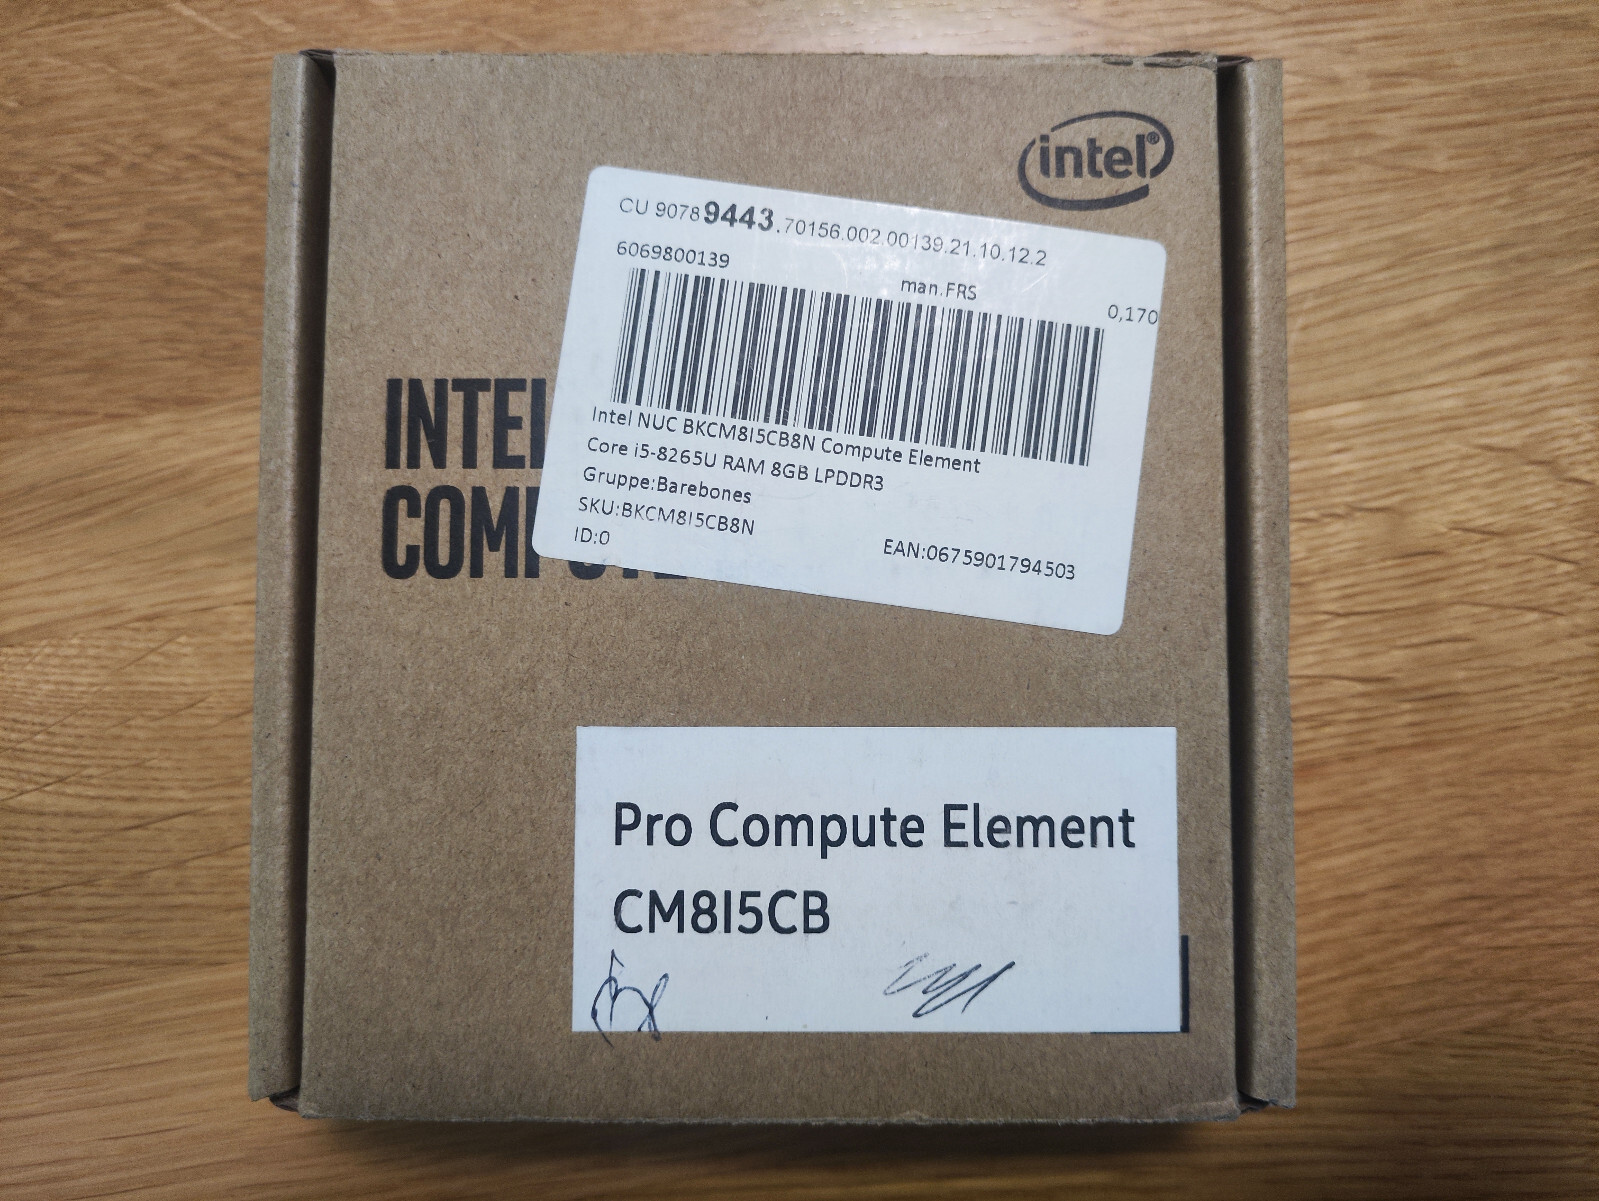 intel®
CU 90789443.70156.002.00139.21.10.12.2
6069800139
man.FRS
0,170
Intel NUC BKCM8I5CB8N Compute Element
Core i5-8265U RAM 8GB LPDDR3
Gruppe:Barebones
SKU:BKCM8I5CB8N
ID:0
EAN:0675901794503
INTEL
Pro Compute Element
CM8I5CB